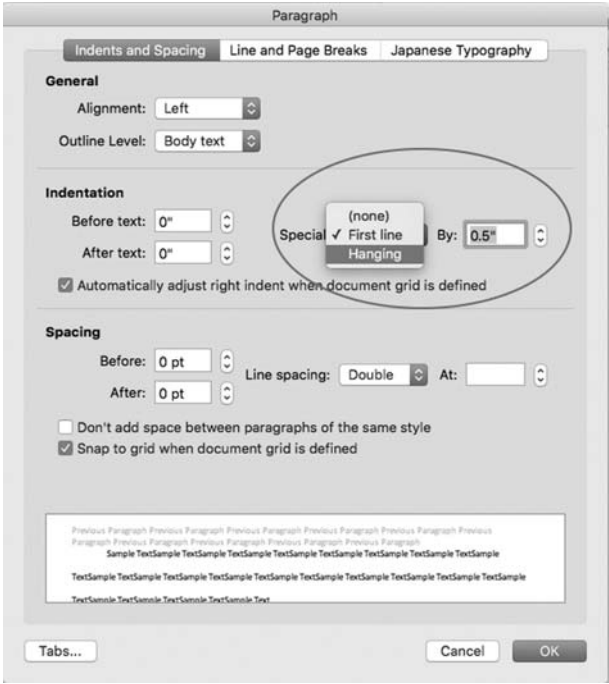 Paragraph
Indents and Spacing Line and Page Breaks Japanese Typography
General
Alignment: Left
Outline Level: Body text
Indentation
Before text: 0"
After text: 0"
Special
(none)
✓ First line
Hanging
By: 0.5"
Automatically adjust right indent when document grid is defined
Spacing
Before: 0 pt
After: 0 pt
Line spacing: Double At:
Don't add space between paragraphs of the same style
Snap to grid when document grid is defined
Previous Paragraph Previous Paragraph Previous Paragraph Previous Paragraph Previous Paragraph Previous
Paragraph Previous Paragraph Previous Paragraph Previous Paragraph Previous Paragraph
Sample TextSample TextSample TextSample TextSample TextSample TextSample TextSample TextSample
TextSample TextSample TextSample TextSample TextSample TextSample TextSample TextSample TextSample TextSample
TextSample TextSample TextSample TextSample Text
Tabs... Cancel OK